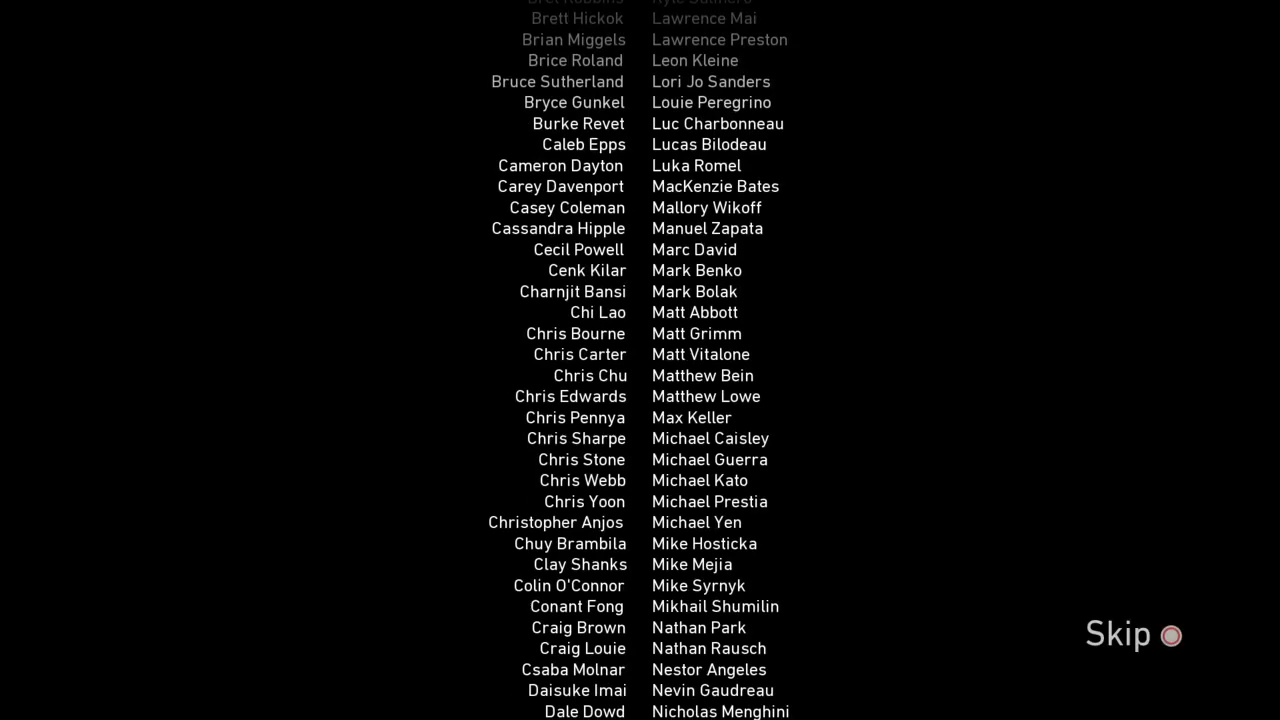 Bret Robbins Kyle Salmero
Brett Hickok Lawrence Mai
Brian Miggels Lawrence Preston
Brice Roland Leon Kleine
Bruce Sutherland Lori Jo Sanders
Bryce Gunkel Louie Peregrino
Burke Revet Luc Charbonneau
Caleb Epps Lucas Bilodeau
Cameron Dayton Luka Romel
Carey Davenport MacKenzie Bates
Casey Coleman Mallory Wikoff
Cassandra Hipple Manuel Zapata
Cecil Powell Marc David
Cenk Kilar Mark Benko
Charnjit Bansi Mark Bolak
Chi Lao Matt Abbott
Chris Bourne Matt Grimm
Chris Carter Matt Vitalone
Chris Chu Matthew Bein
Chris Edwards Matthew Lowe
Chris Pennya Max Keller
Chris Sharpe Michael Caisley
Chris Stone Michael Guerra
Chris Webb Michael Kato
Chris Yoon Michael Prestia
Christopher Anjos Michael Yen
Chuy Brambila Mike Hosticka
Clay Shanks Mike Mejia
Colin O'Connor Mike Syrnyk
Conant Fong Mikhail Shumilin
Craig Brown Nathan Park
Craig Louie Nathan Rausch
Csaba Molnar Nestor Angeles
Daisuke Imai Nevin Gaudreau
Dale Dowd Nicholas Menghini
Skip